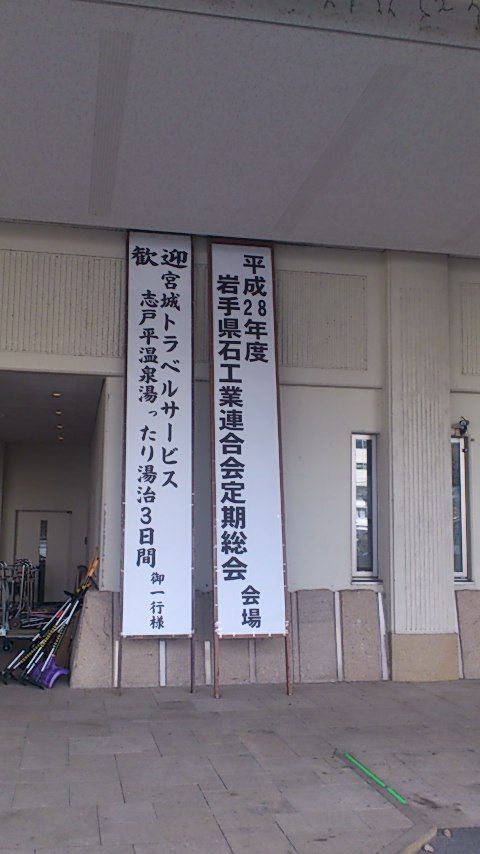 平成28年度
岩手県石工業連合会定期総会
会場
歓迎
宮城トラベルサービス
志戸平温泉湯ったり湯治3日間
御一行様